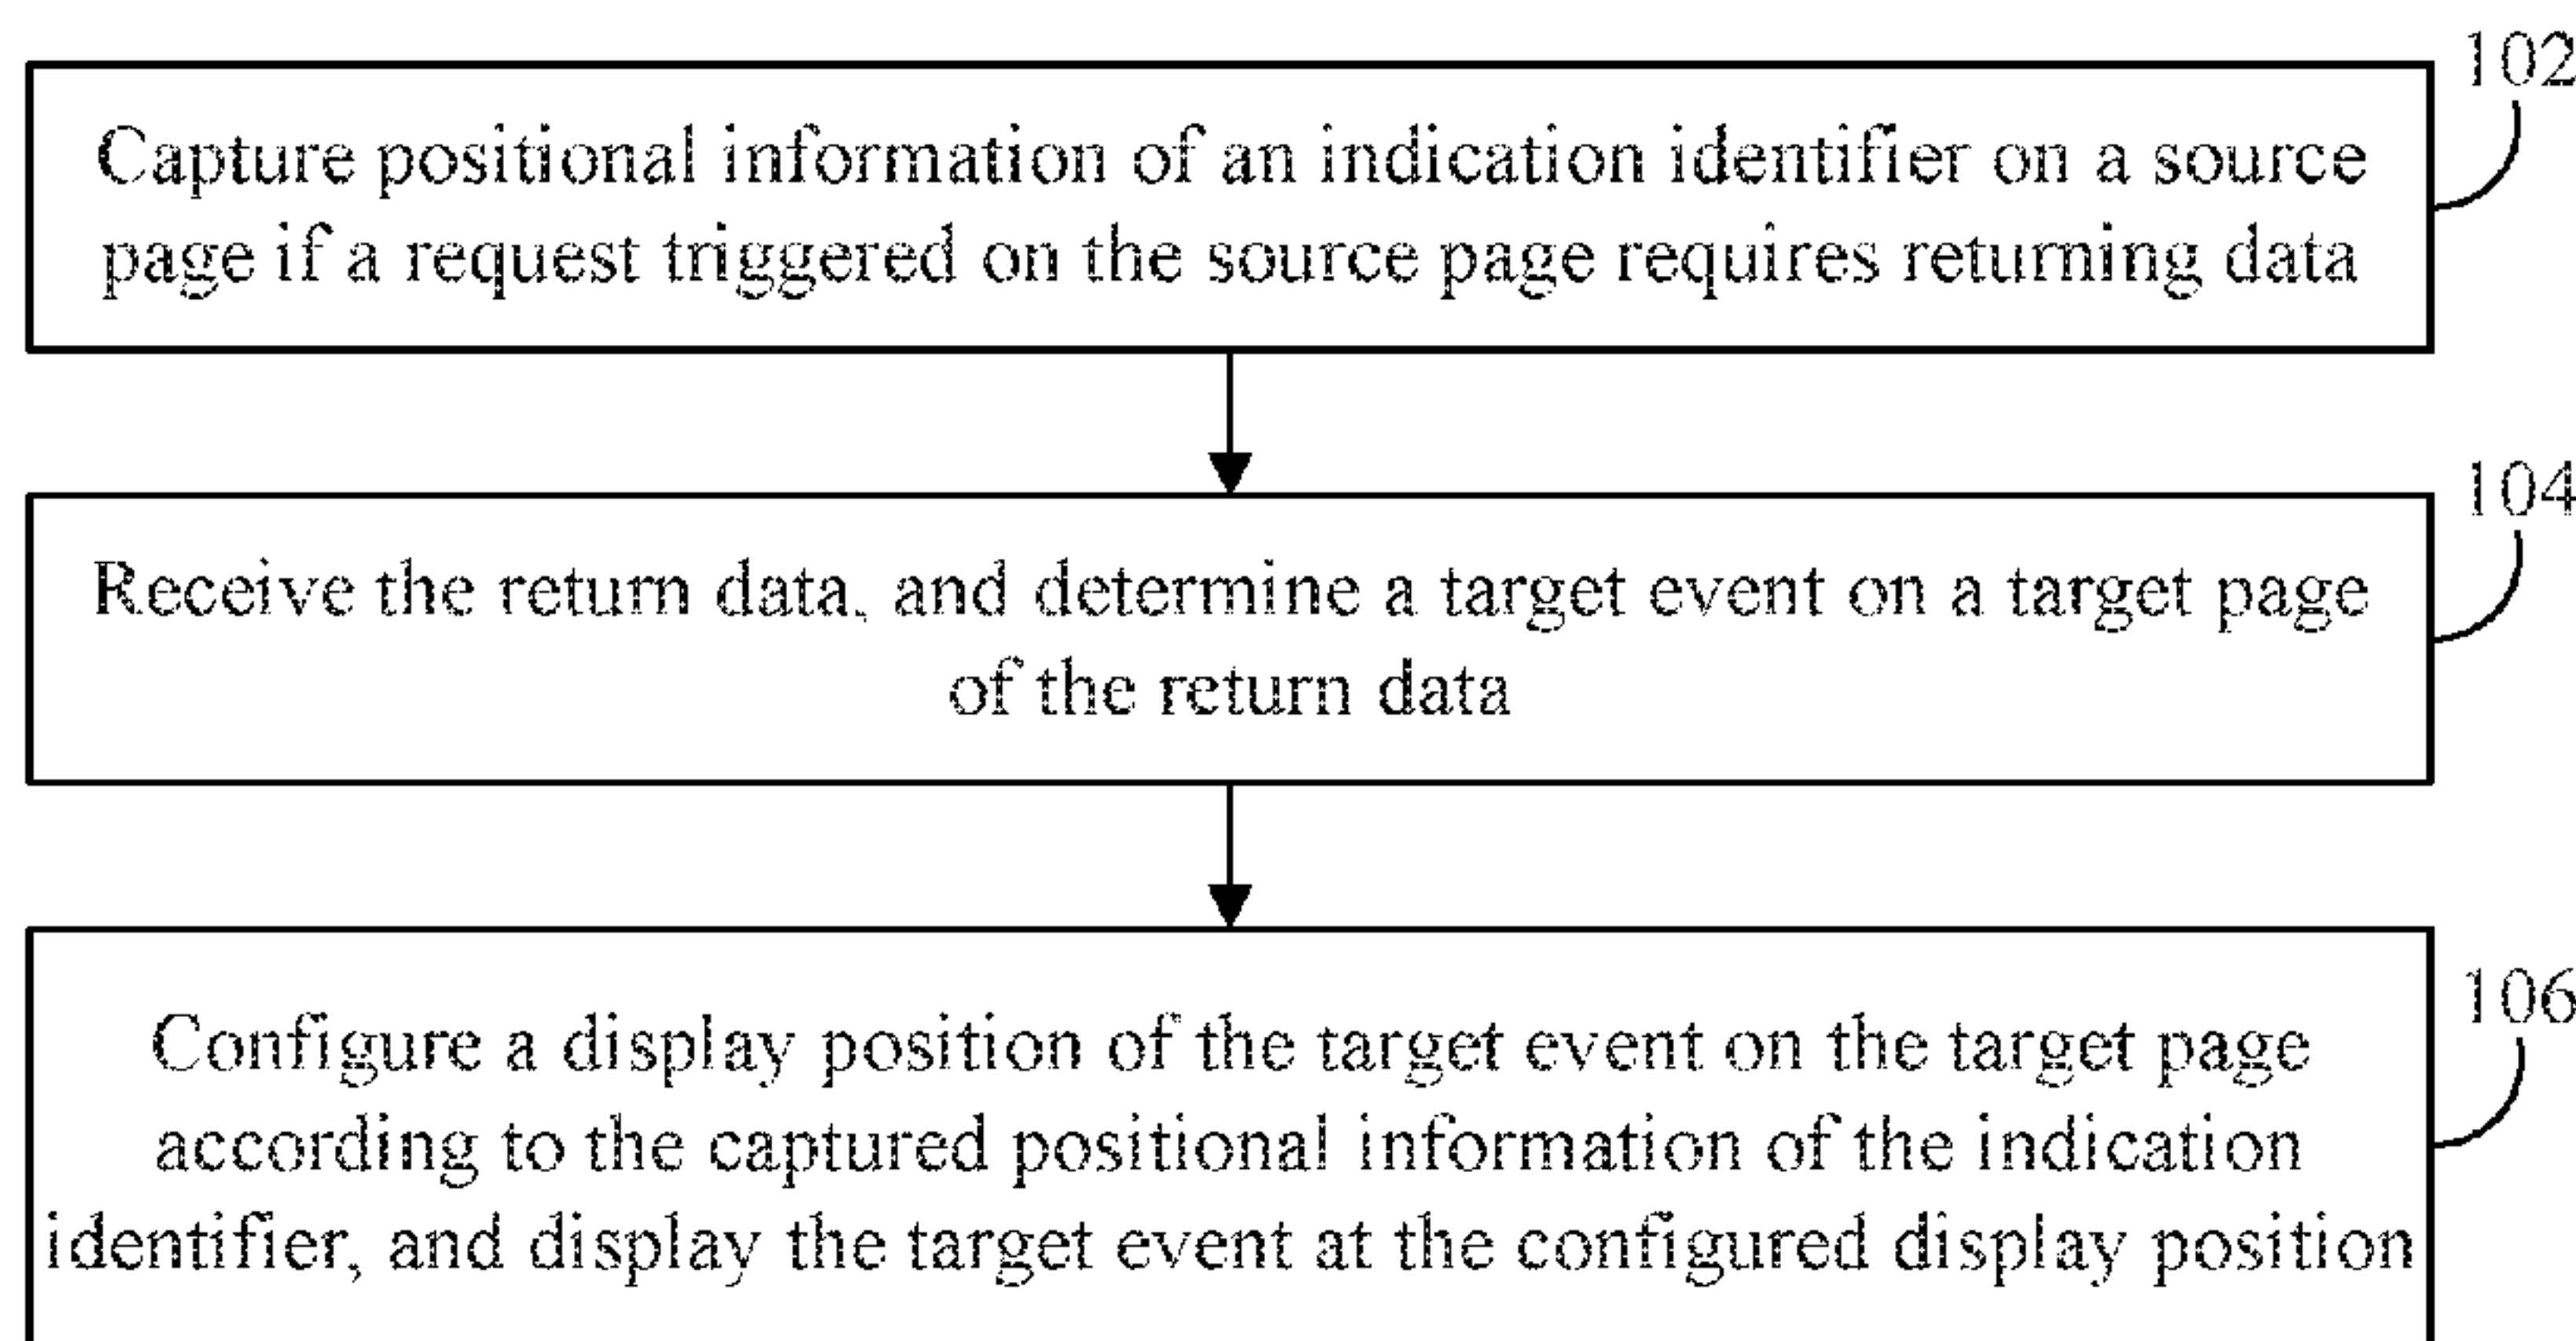 102
Capture positional information of an indication identifier on a source
page if a request triggered on the source page requires returning data
104
Receive the return data, and determine a target event on a target page
of the return data
106
Configure a display position of the target event on the target page
according to the captured positional information of the indication
identifier, and display the target event at the configured display position